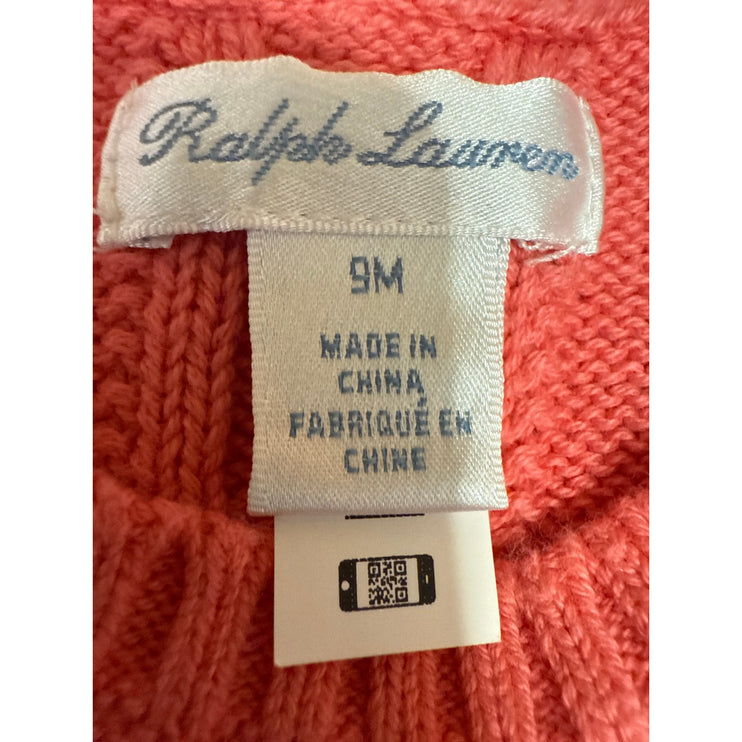 Ralph Lauren
9M
MADE IN
CHINA
FABRIQUÉ EN
CHINE